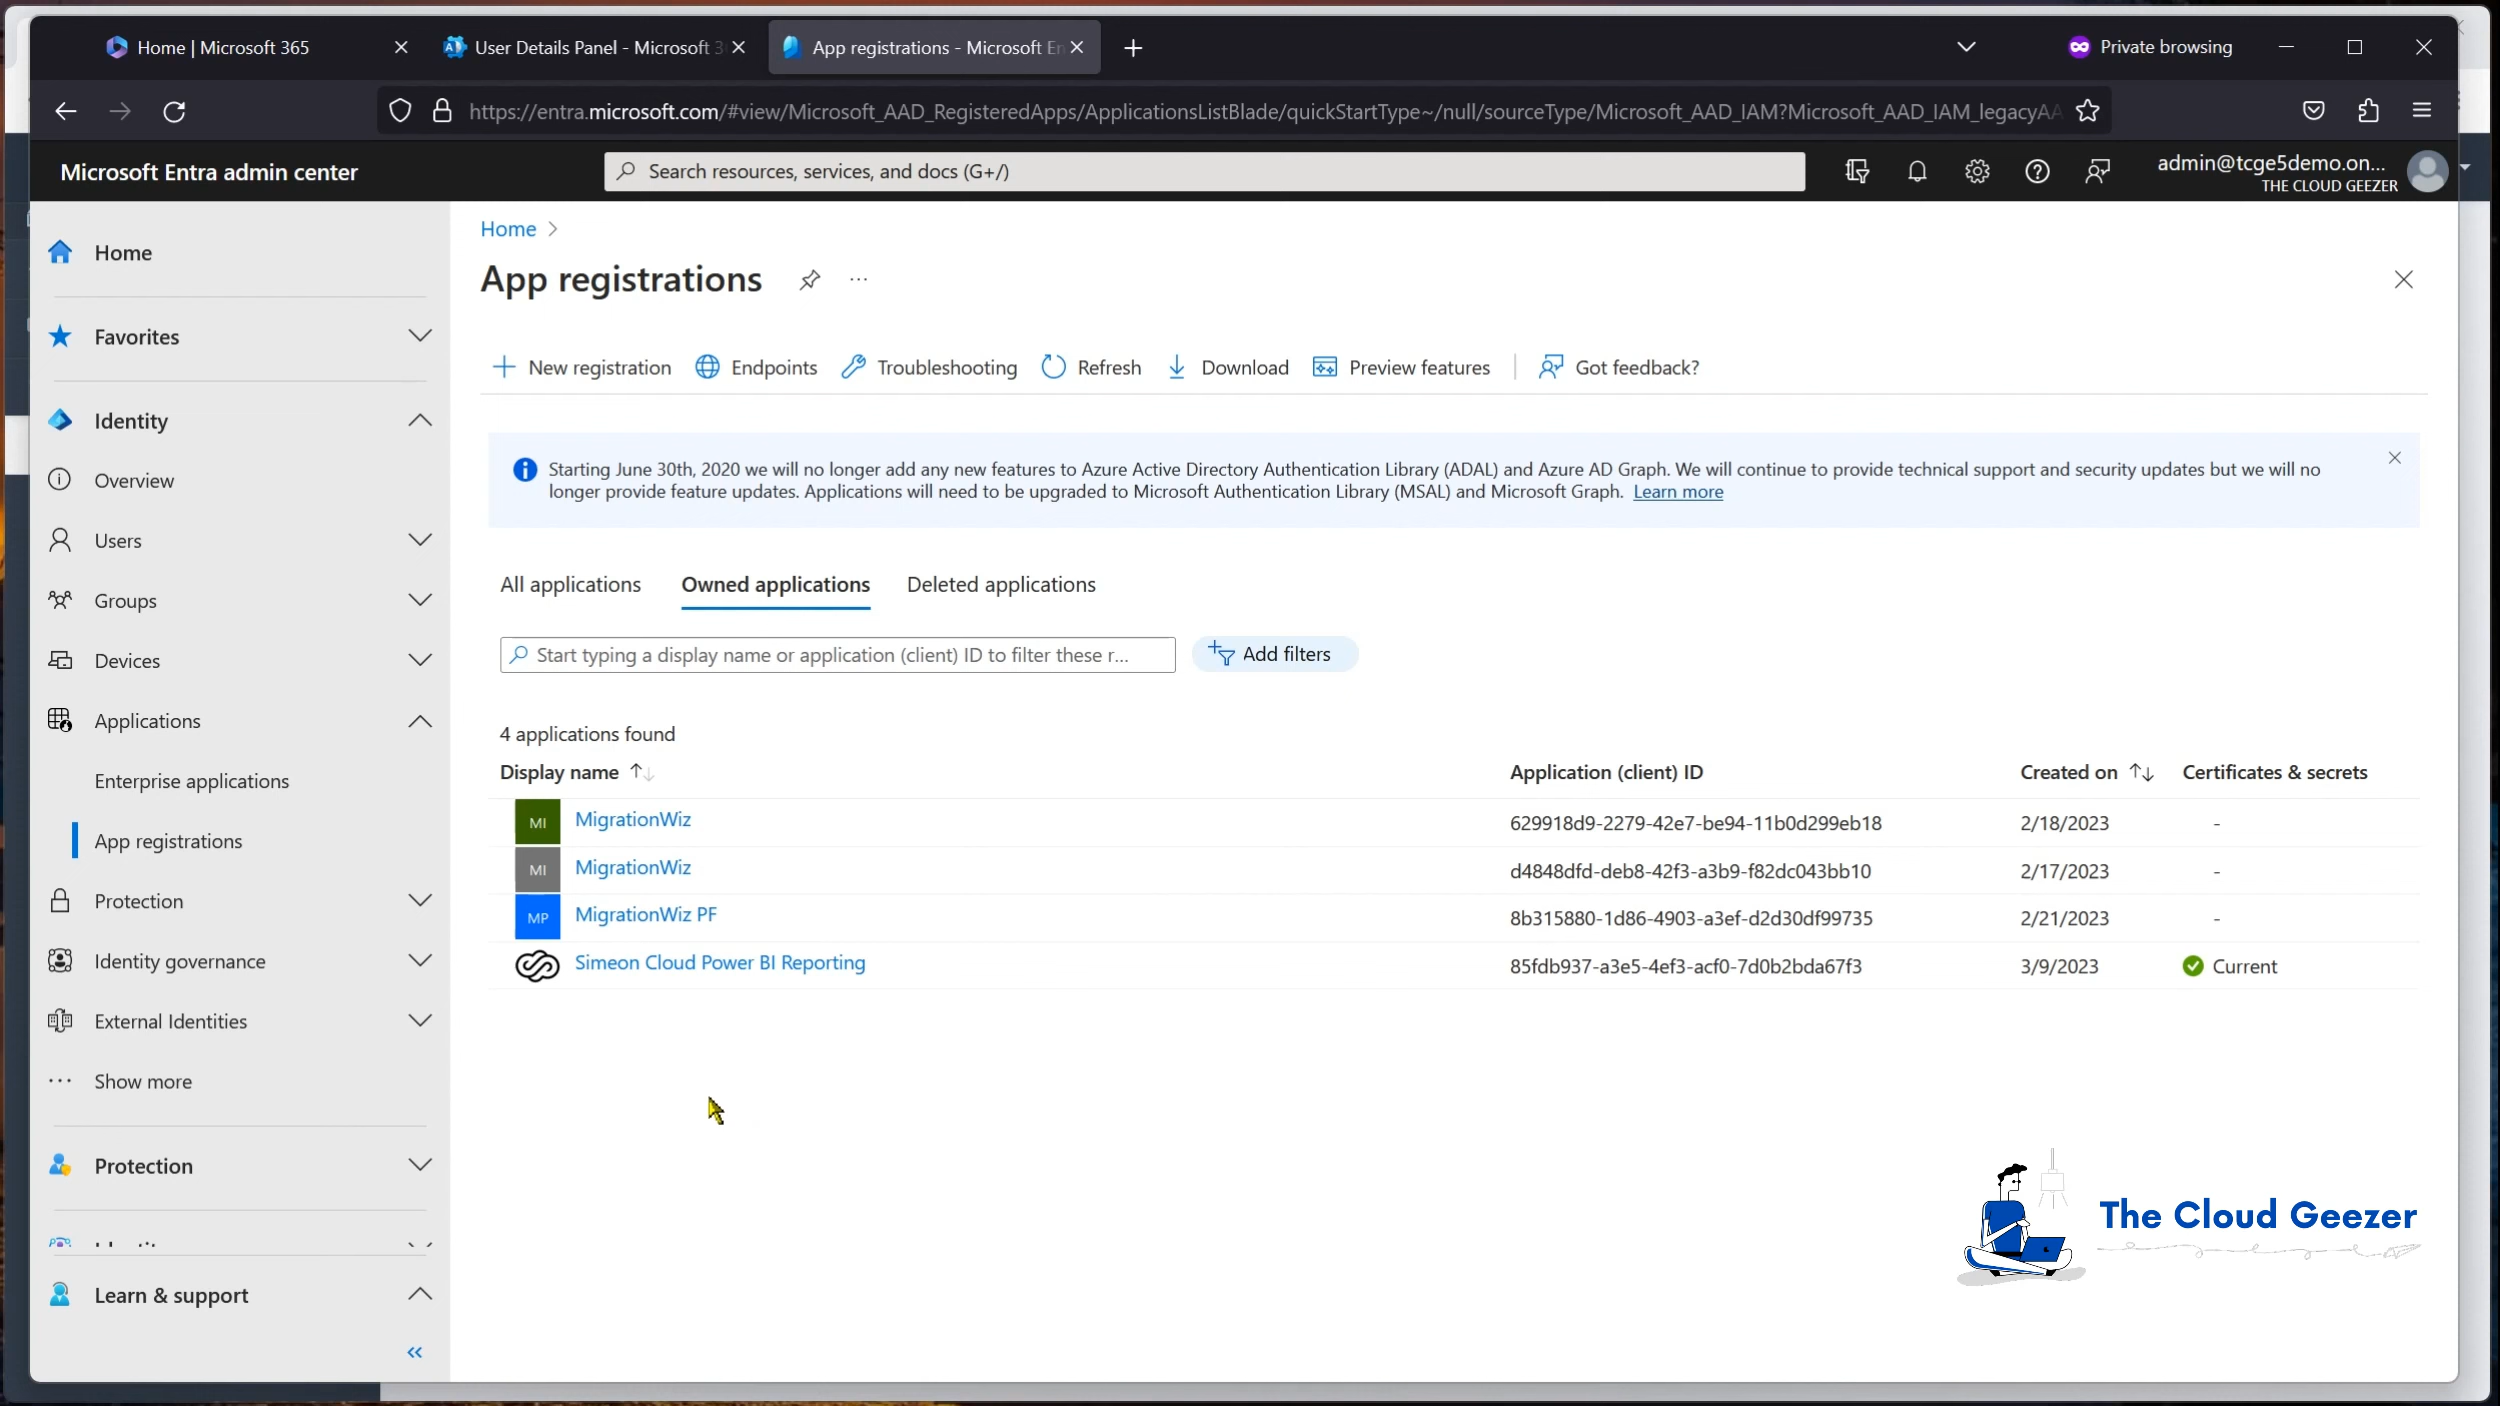 Home | Microsoft 365
User Details Panel - Microsoft 3
App registrations - Microsoft En
Private browsing
https://entra.microsoft.com/#view/Microsoft_AAD_RegisteredApps/ApplicationsListBlade/quickStartType~/null/sourceType/Microsoft_AAD_IAM?Microsoft_AAD_IAM_legacyAA
Microsoft Entra admin center
Search resources, services, and docs (G+/)
admin@tcge5demo.on...
THE CLOUD GEEZER
Home
Favorites
Identity
Overview
Users
Groups
Devices
Applications
Enterprise applications
App registrations
Protection
Identity governance
External Identities
Show more
Protection
Learn & support
Home
App registrations
New registration
Endpoints
Troubleshooting
Refresh
Download
Preview features
Got feedback?
Starting June 30th, 2020 we will no longer add any new features to Azure Active Directory Authentication Library (ADAL) and Azure AD Graph. We will continue to provide technical support and security updates but we will no
longer provide feature updates. Applications will need to be upgraded to Microsoft Authentication Library (MSAL) and Microsoft Graph. Learn more
All applications
Owned applications
Deleted applications
Start typing a display name or application (client) ID to filter these r...
Add filters
4 applications found
Display name Application (client) ID Created on Certificates & secrets
MI MigrationWiz 629918d9-2279-42e7-be94-11b0d299eb18 2/18/2023 -
MI MigrationWiz d4848dfd-deb8-42f3-a3b9-f82dc043bb10 2/17/2023 -
MP MigrationWiz PF 8b315880-1d86-4903-a3ef-d2d30df99735 2/21/2023 -
Simeon Cloud Power BI Reporting 85fdb937-a3e5-4ef3-acf0-7d0b2bda67f3 3/9/2023 Current
The Cloud Geezer